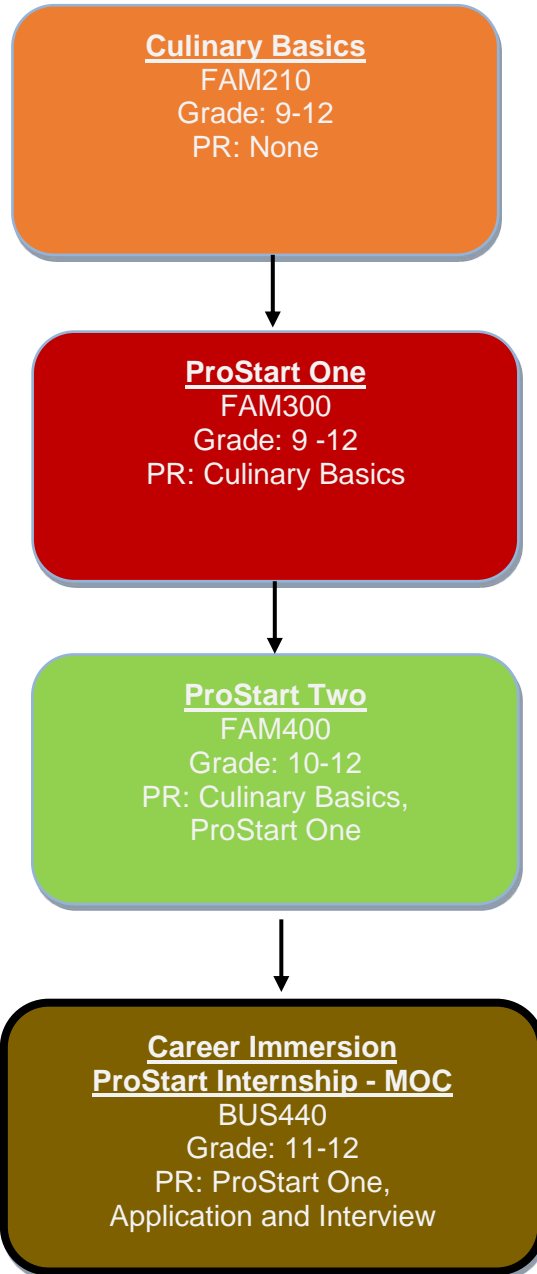 Culinary Basics
FAM210
Grade: 9-12
PR: None
ProStart One
FAM300
Grade: 9 -12
PR: Culinary Basics
ProStart Two
FAM400
Grade: 10-12
PR: Culinary Basics,
ProStart One
Career Immersion
ProStart Internship - MOC
BUS440
Grade: 11-12
PR: ProStart One,
Application and Interview